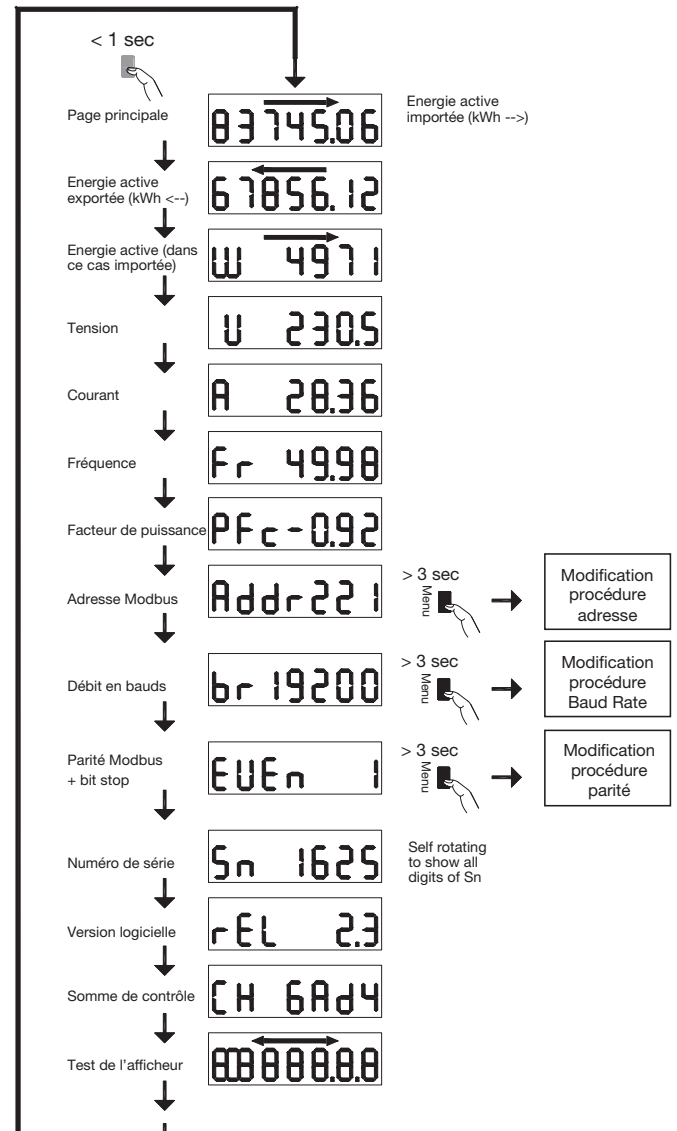 < 1 sec
Page principale
83745.06
Energie active
importée (kWh -->)
Energie active
exportée (kWh <--)
67856.12
Energie active (dans
ce cas importée)
W 4971
Tension
U 230.5
Courant
A 28.36
Fréquence
Fr 49.98
Facteur de puissance
PFc-0.92
Adresse Modbus
Addr221
> 3 sec
Menu
Modification
procédure
adresse
Débit en bauds
br 19200
> 3 sec
Menu
Modification
procédure
Baud Rate
Parité Modbus
+ bit stop
EUEn 1
> 3 sec
Menu
Modification
procédure
parité
Numéro de série
Sn 1625
Self rotating
to show all
digits of Sn
Version logicielle
rEL 2.3
Somme de contrôle
CH 6Ad4
Test de l'afficheur
888888.8.8